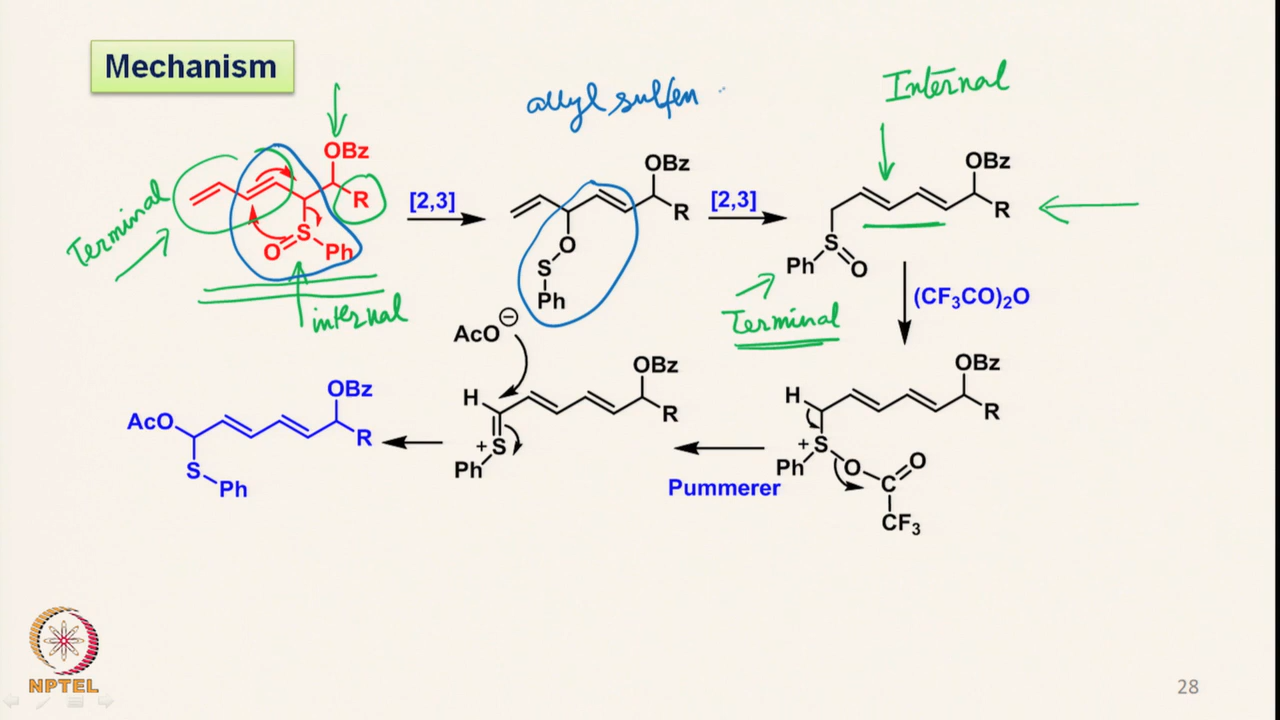 Mechanism
allyl sulfen
Internal
Terminal
OBz
R
O
S
Ph
internal
[2,3]
OBz
R
O
S
Ph
[2,3]
OBz
R
S
Ph
O
Terminal
(CF3CO)2O
AcO⊖
OBz
AcO
R
S
Ph
H
OBz
R
+
S
Ph
Pummerer
H
OBz
R
+
S
Ph
O
O
C
CF3
NPTEL
28